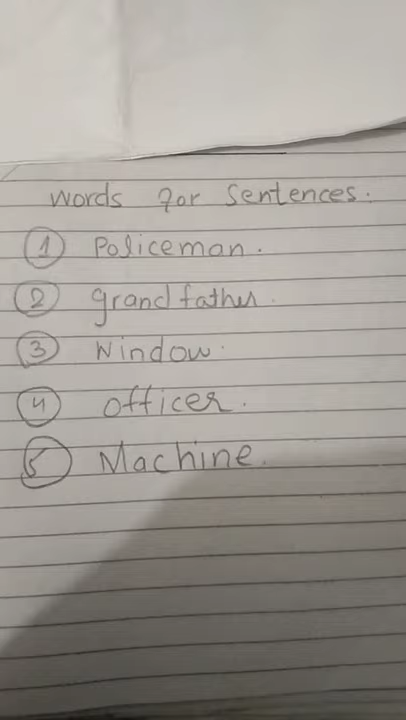 words for Sentences.
① Policeman.
② grandfather.
③ Window.
④ officer.
⑤ Machine.